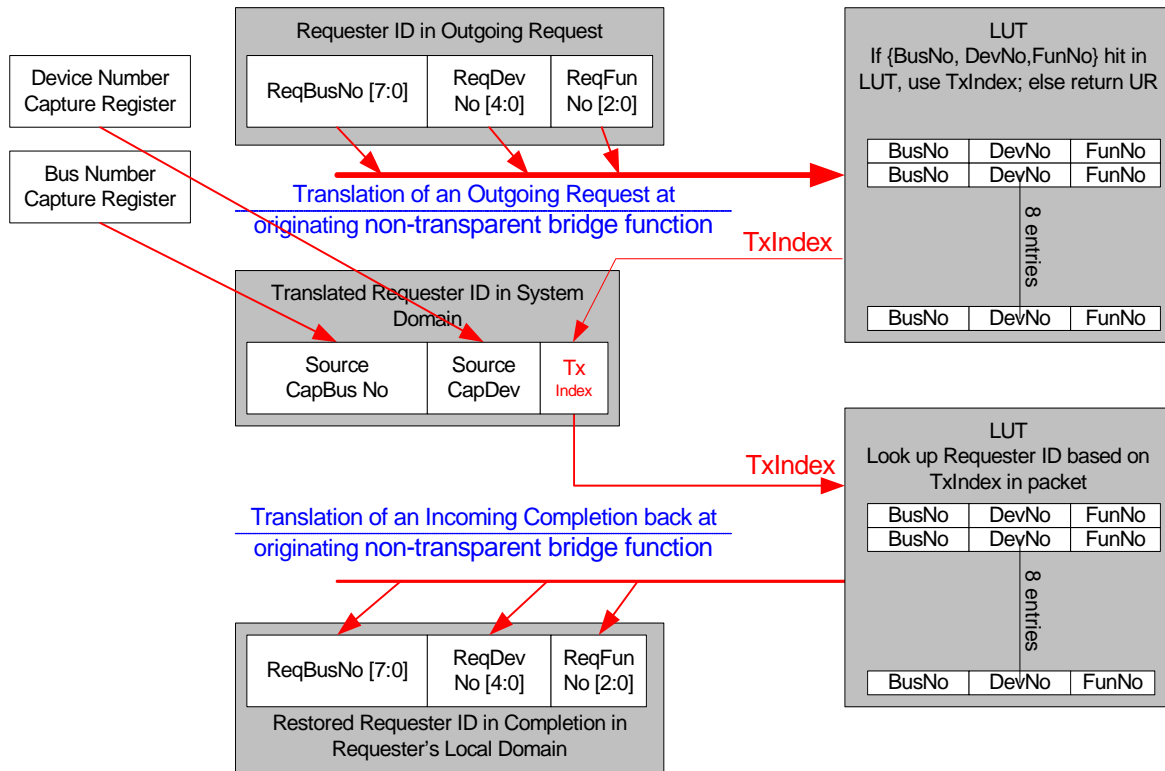 Requester ID in Outgoing Request
ReqBusNo [7:0]
ReqDev
No [4:0]
ReqFun
No [2:0]
Device Number
Capture Register
Bus Number
Capture Register
LUT
If {BusNo, DevNo,FunNo} hit in
LUT, use TxIndex; else return UR
BusNo DevNo FunNo
BusNo DevNo FunNo
8 entries
BusNo DevNo FunNo
Translation of an Outgoing Request at
originating non-transparent bridge function
TxIndex
Translated Requester ID in System
Domain
Source
CapBus No
Source
CapDev
Tx
Index
TxIndex
LUT
Look up Requester ID based on
TxIndex in packet
BusNo DevNo FunNo
BusNo DevNo FunNo
8 entries
BusNo DevNo FunNo
Translation of an Incoming Completion back at
originating non-transparent bridge function
ReqBusNo [7:0]
ReqDev
No [4:0]
ReqFun
No [2:0]
Restored Requester ID in Completion in
Requester's Local Domain